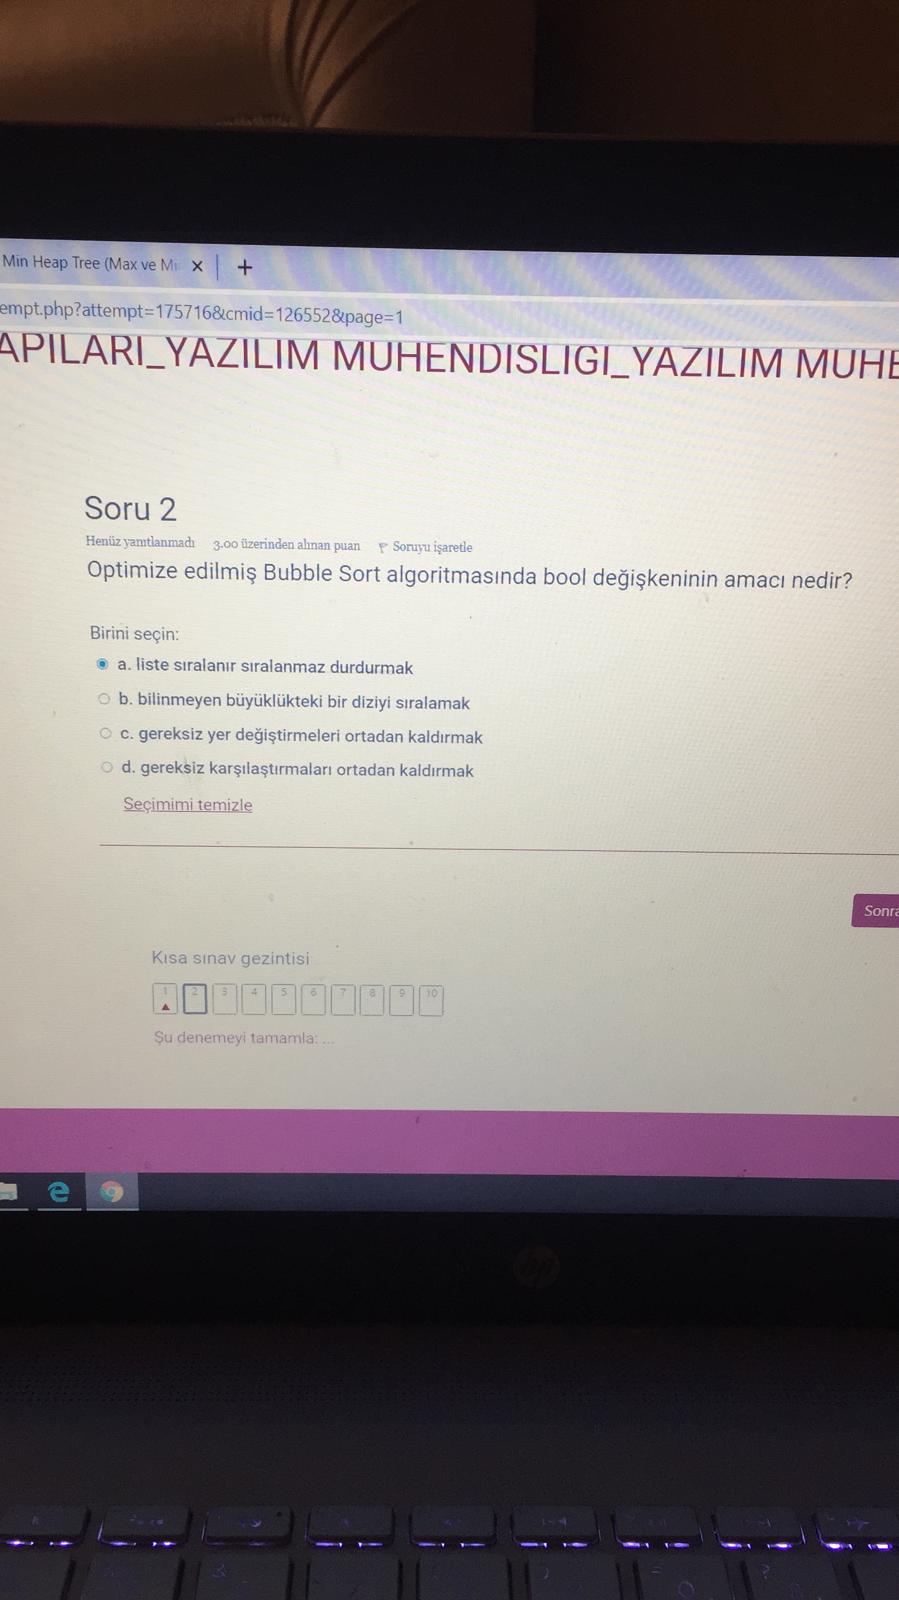 Min Heap Tree (Max ve Mi
empt.php?attempt=175716&cmid=126552&page=1
APILARI_YAZILIM MUHENDISLIGI_YAZILIM MUHE
Soru 2
Henüz yanıtlanmadı 3.00 üzerinden alınan puan Soruyu işaretle
Optimize edilmiş Bubble Sort algoritmasında bool değişkeninin amacı nedir?
Birini seçin:
a. liste sıralanır sıralanmaz durdurmak
b. bilinmeyen büyüklükteki bir diziyi sıralamak
c. gereksiz yer değiştirmeleri ortadan kaldırmak
d. gereksiz karşılaştırmaları ortadan kaldırmak
Seçimimi temizle
Sonra
Kısa sınav gezintisi
1 2 3 4 5 6 7 8 9 10
Şu denemeyi tamamla: ...
hp